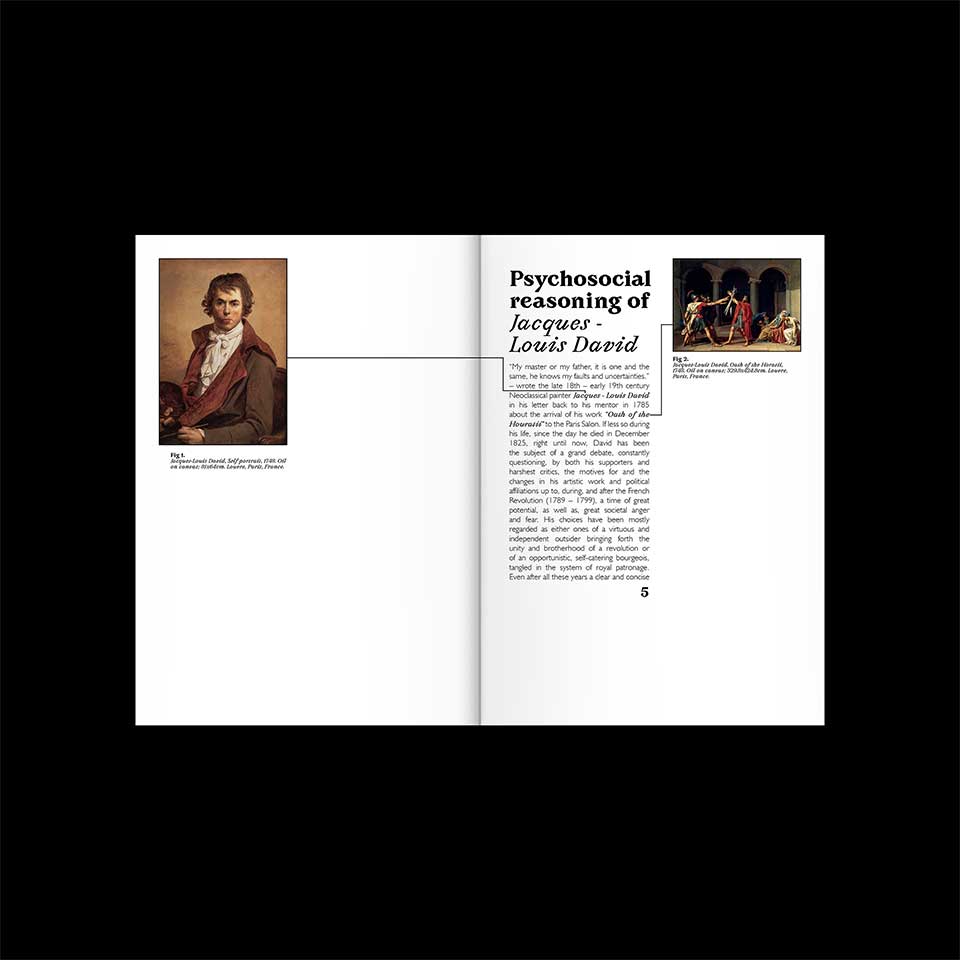 Fig 1.
Jacques-Louis David, Self portrait, Oil
on canvas; 81x64cm. Louvre, Paris, France.
Psychosocial
reasoning of
Jacques -
Louis David
“My master or my father, it is one and the
same, he knows my faults and uncertainties.”
– wrote the late 18th – early 19th century
Neoclassical painter Jacques - Louis David
in his letter back to his mentor in 1785
about the arrival of his work “Oath of the
Houratii” to the Paris Salon. If less so during
his life, since the day he died in December
1825, right until now, David has been
the subject of a grand debate, constantly
questioning, by both his supporters and
harshest critics, the motives for and the
changes in his artistic work and political
affiliations up to, during, and after the French
Revolution (1789 – 1799), a time of great
potential, as well as, great societal anger
and fear. His choices have been mostly
regarded as either ones of a virtuous and
independent outsider bringing forth the
unity and brotherhood of a revolution or
of an opportunistic, self-catering bourgeois,
tangled in the system of royal patronage.
Even after all these years a clear and concise
5
Fig 2.
Jacques-Louis David, Oath of the Horatii,
Oil on canvas; Louvre,
Paris, France.